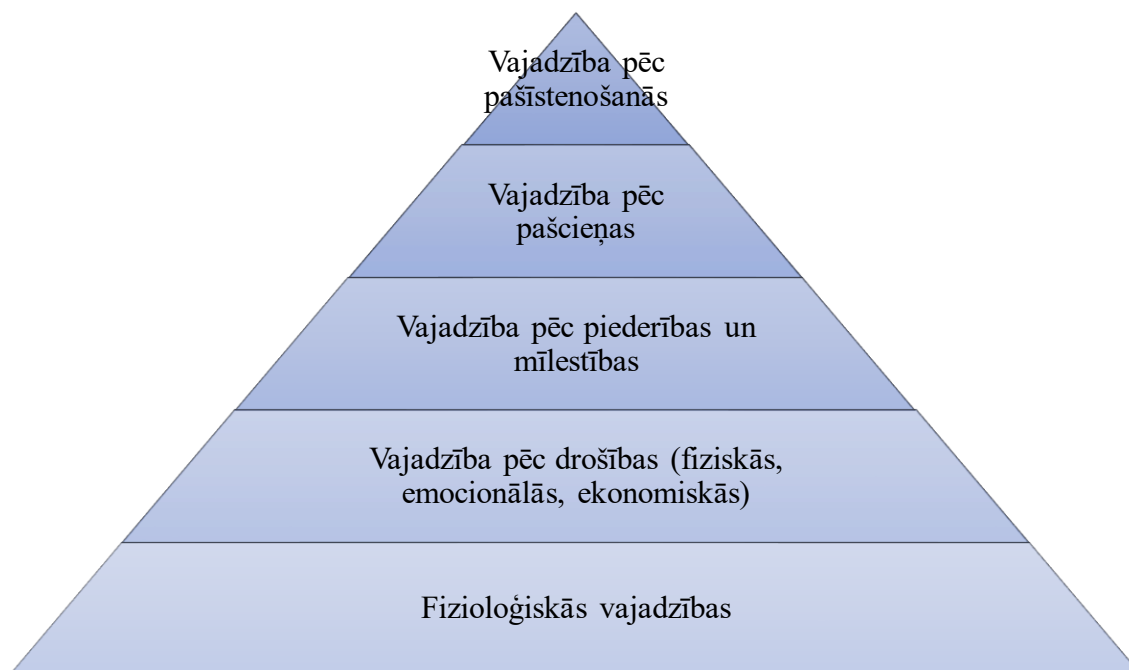 Vajadzība pēc
pašīstenošanās
Vajadzība pēc
pašcieņas
Vajadzība pēc piederības un
mīlestības
Vajadzība pēc drošības (fiziskās,
emocionālās, ekonomiskās)
Fizioloģiskās vajadzības